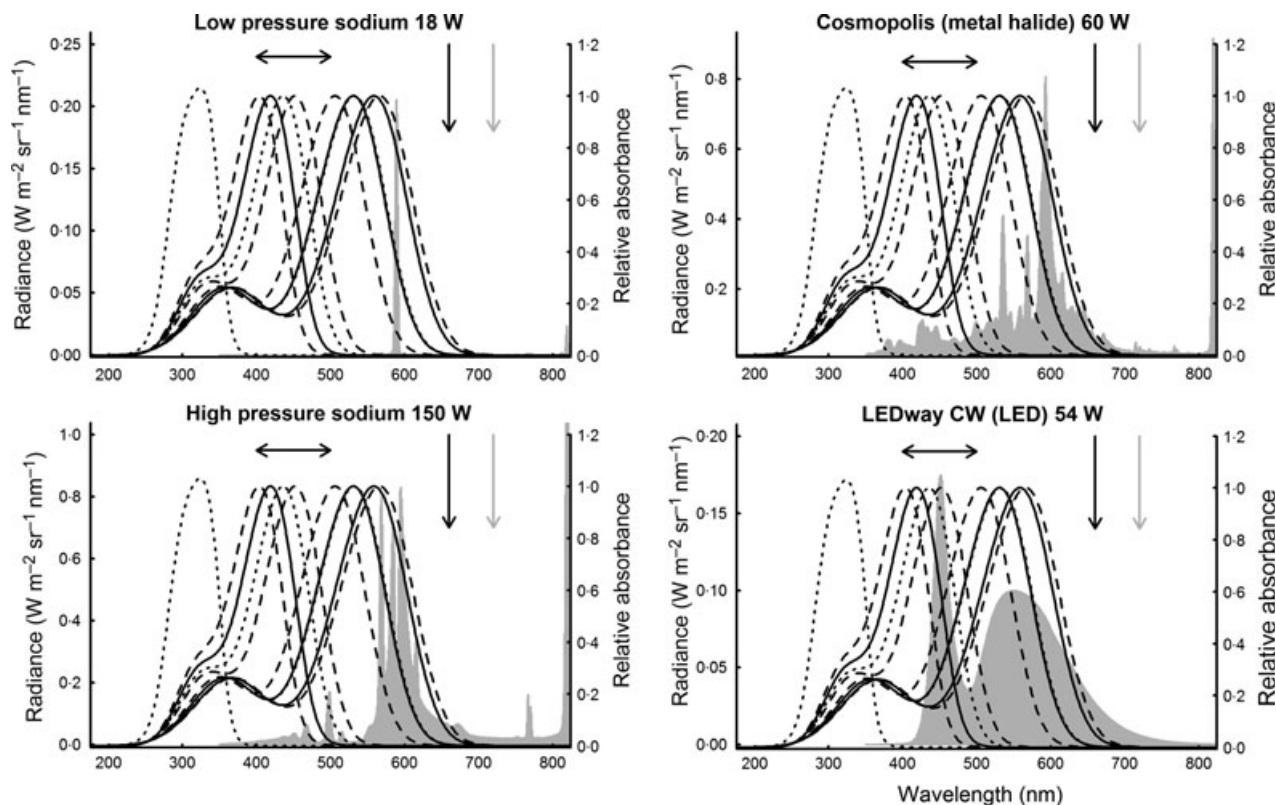 Low pressure sodium 18 W
Radiance (W m⁻² sr⁻¹ nm⁻¹)
0·25
0·20
0·15
0·10
0·05
0·00
1·2
1·0
0·8
0·6
0·4
0·2
0·0
Relative absorbance
200 300 400 500 600 700 800
Cosmopolis (metal halide) 60 W
Radiance (W m⁻² sr⁻¹ nm⁻¹)
0·8
0·6
0·4
0·2
1·2
1·0
0·8
0·6
0·4
0·2
0·0
Relative absorbance
200 300 400 500 600 700 800
High pressure sodium 150 W
Radiance (W m⁻² sr⁻¹ nm⁻¹)
1·0
0·8
0·6
0·4
0·2
0·0
1·2
1·0
0·8
0·6
0·4
0·2
0·0
Relative absorbance
200 300 400 500 600 700 800
LEDway CW (LED) 54 W
Radiance (W m⁻² sr⁻¹ nm⁻¹)
0·20
0·15
0·10
0·05
0·00
1·2
1·0
0·8
0·6
0·4
0·2
0·0
Relative absorbance
200 300 400 500 600 700 800
Wavelength (nm)